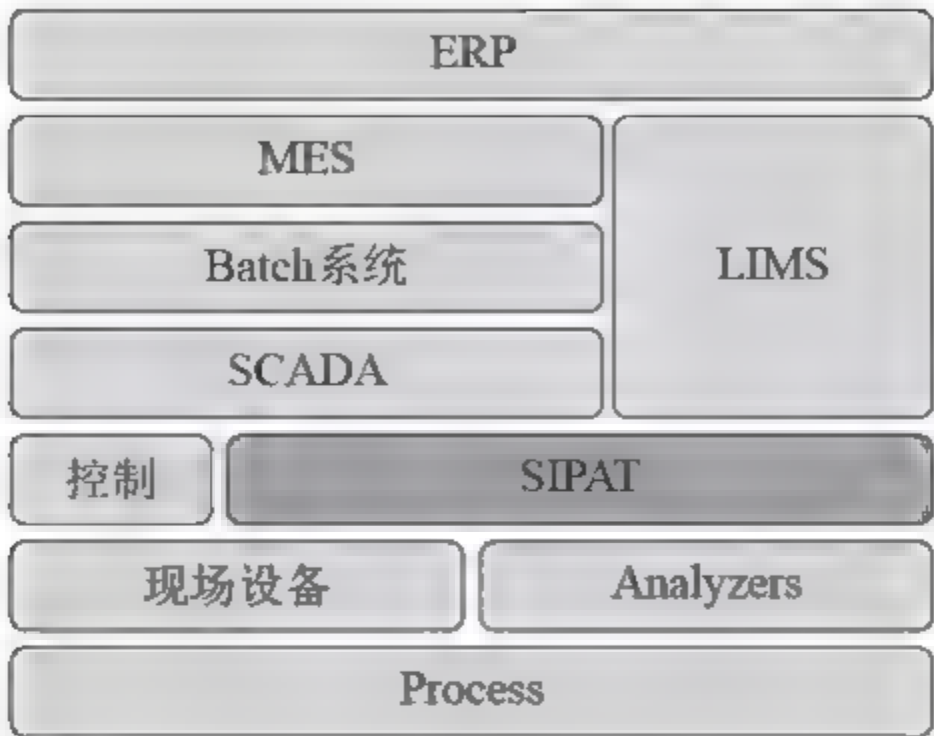 ERP
MES
Batch系统
LIMS
SCADA
控制
SIPAT
现场设备
Analyzers
Process